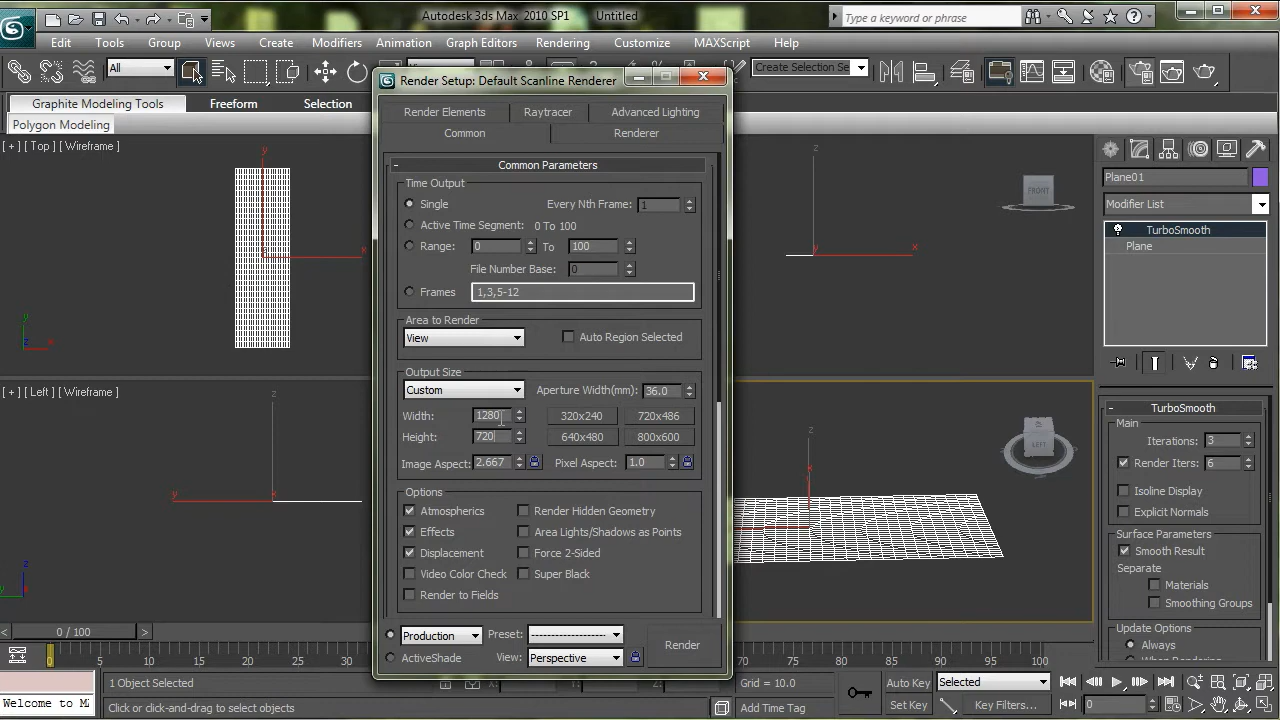 Autodesk 3ds Max 2010 SP1 Untitled
Type a keyword or phrase
Edit Tools Group Views Create Modifiers Animation Graph Editors Rendering Customize MAXScript Help
All
Create Selection Se
Graphite Modeling Tools Freeform Selection
Polygon Modeling
Render Setup: Default Scanline Renderer
Render Elements Raytracer Advanced Lighting
Common Renderer
Common Parameters
Time Output
Single Every Nth Frame: 1
Active Time Segment: 0 To 100
Range: 0 To 100
File Number Base: 0
Frames 1,3,5-12
Area to Render
View Auto Region Selected
Output Size
Custom Aperture Width(mm): 36.0
Width: 1280 320x240 720x486
Height: 720 640x480 800x600
Image Aspect: 2.667 Pixel Aspect: 1.0
Options
Atmospherics Render Hidden Geometry
Effects Area Lights/Shadows as Points
Displacement Force 2-Sided
Video Color Check Super Black
Render to Fields
Production Preset: --------------------
ActiveShade View: Perspective
Render
[ + ] [ Top ] [ Wireframe ]
y
x
y
x
[ + ] [ Left ] [ Wireframe ]
z
y
z
y
z
FRONT
x
y
z
LEFT
x
Plane01
Modifier List
TurboSmooth
Plane
TurboSmooth
Main
Iterations: 3
Render Iters: 6
Isoline Display
Explicit Normals
Surface Parameters
Smooth Result
Separate
Materials
Smoothing Groups
Update Options
Always
When Rendering
0 / 100
0 5 10 15 20 25 30 70 75 80 85 90 95 100
1 Object Selected X: Y: Z: Grid = 10.0 Auto Key Selected
Welcome to Mi Click or click-and-drag to select objects Add Time Tag Set Key Key Filters... 0